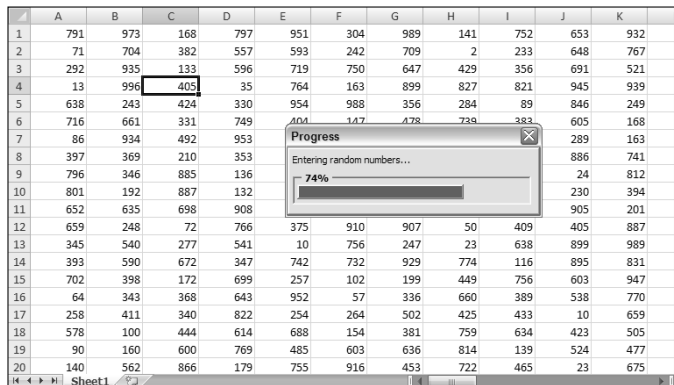 A B C D E F G H I J K
1 791 973 168 797 951 304 989 141 752 653 932
2 71 704 382 557 593 242 709 2 233 648 767
3 292 935 133 596 719 750 647 429 356 691 521
4 13 996 405 35 764 163 899 827 821 945 939
5 638 243 424 330 954 988 356 284 89 846 249
6 716 661 331 749 404 147 478 739 383 605 168
7 86 934 492 953 Progress 289 163
8 397 369 210 353 Entering random numbers... 886 741
9 796 346 885 136 74% 24 812
10 801 192 887 132 230 394
11 652 635 698 908 905 201
12 659 248 72 766 375 910 907 50 409 405 887
13 345 540 277 541 10 756 247 23 638 899 989
14 393 590 672 347 742 732 929 774 116 895 831
15 702 398 172 699 257 102 199 449 756 603 947
16 64 343 368 643 952 57 336 660 389 538 770
17 258 411 340 822 254 264 502 425 433 10 659
18 578 100 444 614 688 154 381 759 634 423 505
19 90 160 600 769 485 603 636 814 139 524 477
20 140 562 866 179 755 916 453 722 465 23 675
Sheet1